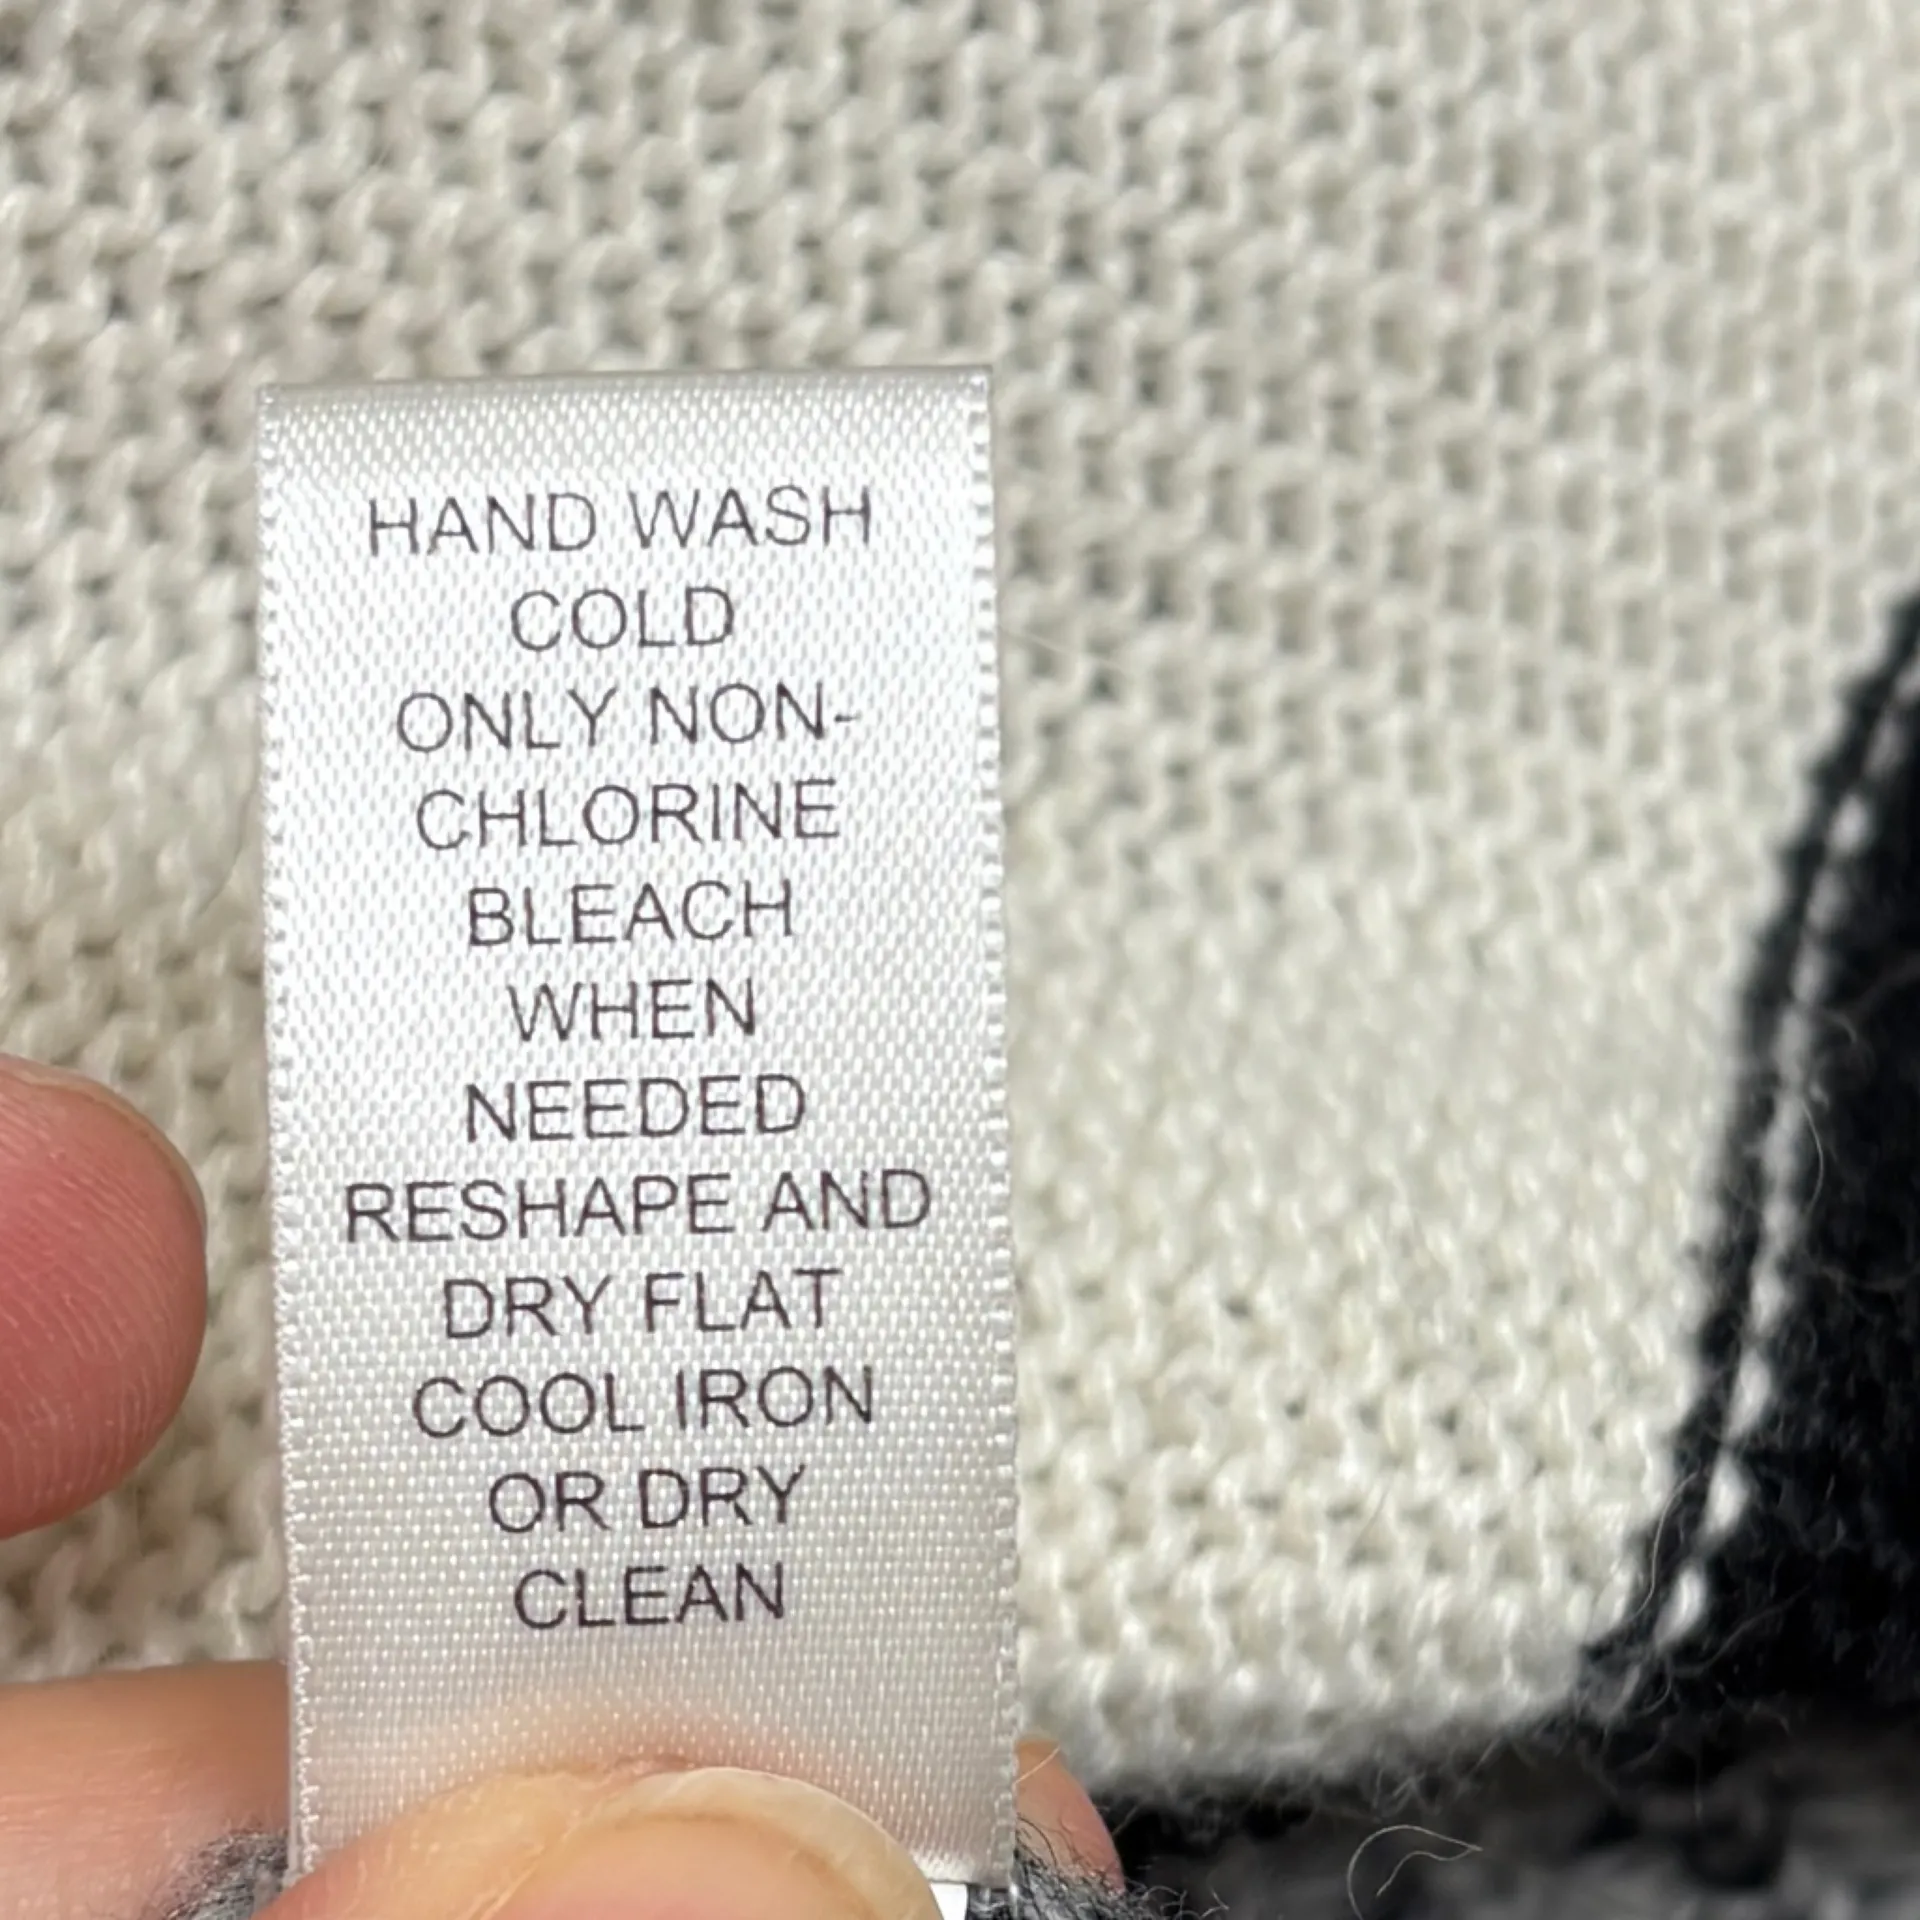 HAND WASH
COLD
ONLY NON-
CHLORINE
BLEACH
WHEN
NEEDED
RESHAPE AND
DRY FLAT
COOL IRON
OR DRY
CLEAN